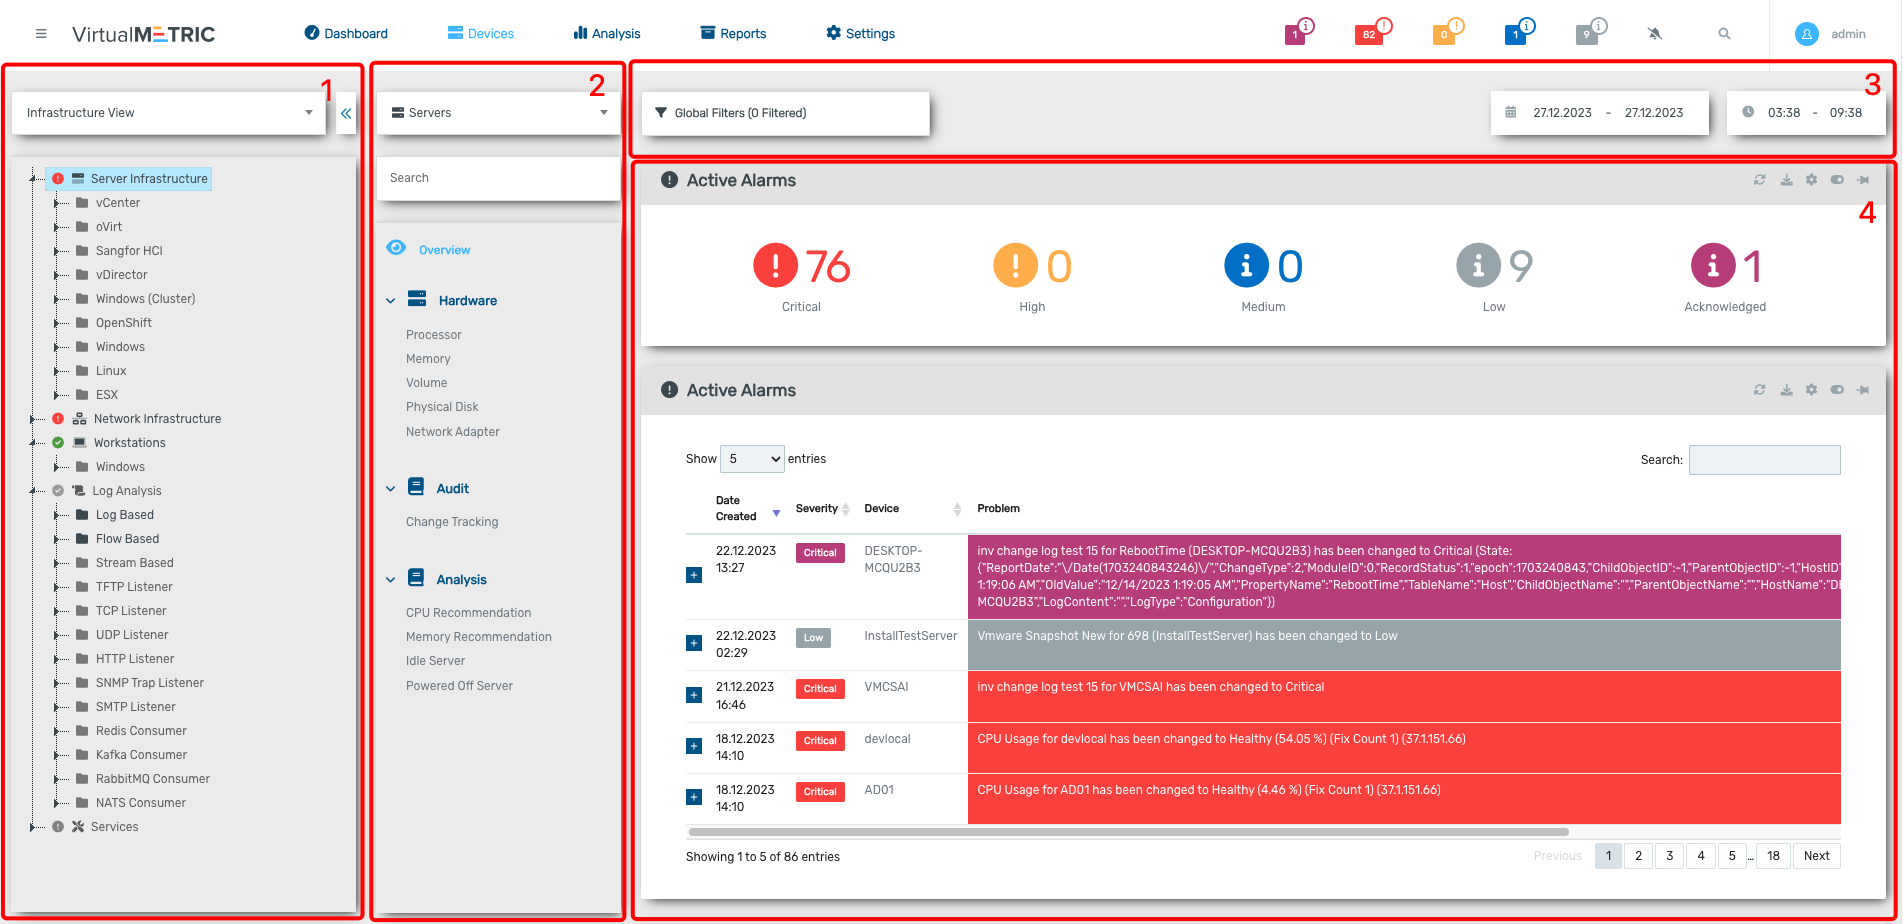 VirtualMETRIC
Dashboard
Devices
Analysis
Reports
Settings
1
82
0
1
9
admin
1
Infrastructure View
Server Infrastructure
vCenter
oVirt
Sangfor HCI
vDirector
Windows (Cluster)
OpenShift
Windows
Linux
ESX
Network Infrastructure
Workstations
Windows
Log Analysis
Log Based
Flow Based
Stream Based
TFTP Listener
TCP Listener
UDP Listener
HTTP Listener
SNMP Trap Listener
SMTP Listener
Redis Consumer
Kafka Consumer
RabbitMQ Consumer
NATS Consumer
Services
2
Servers
Search
Overview
Hardware
Processor
Memory
Volume
Physical Disk
Network Adapter
Audit
Change Tracking
Analysis
CPU Recommendation
Memory Recommendation
Idle Server
Powered Off Server
3
Global Filters (0 Filtered)
27.12.2023 - 27.12.2023
03:38 - 09:38
4
Active Alarms
76
Critical
0
High
0
Medium
9
Low
1
Acknowledged
Active Alarms
Show 5 entries
Search:
Date Created
Severity
Device
Problem
22.12.2023 13:27
Critical
DESKTOP-MCQU2B3
inv change log test 15 for RebootTime (DESKTOP-MCQU2B3) has been changed to Critical (State:
{"ReportDate":"\/Date(1703240843246)\/","ChangeType":2,"ModuleID":0,"RecordStatus":1,"epoch":1703240843,"ChildObjectID":-1,"ParentObjectID":-1,"HostID"
1:19:06 AM","OldValue":"12/14/2023 1:19:05 AM","PropertyName":"RebootTime","TableName":"Host","ChildObjectName":"","ParentObjectName":"","HostName":"DE
MCQU2B3","LogContent":"","LogType":"Configuration"})
22.12.2023 02:29
Low
InstallTestServer
Vmware Snapshot New for 698 (InstallTestServer) has been changed to Low
21.12.2023 16:46
Critical
VMCSAI
inv change log test 15 for VMCSAI has been changed to Critical
18.12.2023 14:10
Critical
devlocal
CPU Usage for devlocal has been changed to Healthy (54.05 %) (Fix Count 1) (37.1.151.66)
18.12.2023 14:10
Critical
AD01
CPU Usage for AD01 has been changed to Healthy (4.46 %) (Fix Count 1) (37.1.151.66)
Showing 1 to 5 of 86 entries
Previous 1 2 3 4 5 … 18 Next